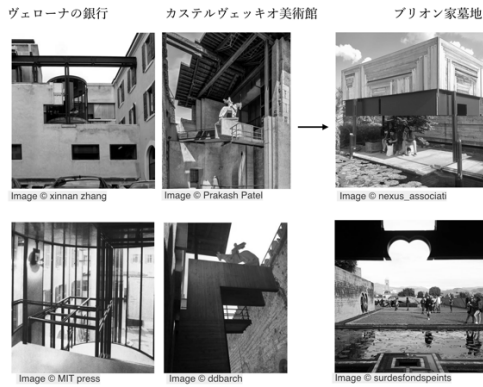 ヴェローナの銀行
カステルヴェッキオ美術館
ブリオン家墓地
Image © xinnan zhang
Image © Prakash Patel
Image © nexus_associati
Image © MIT press
Image © ddbarch
Image © surdesfondspeints